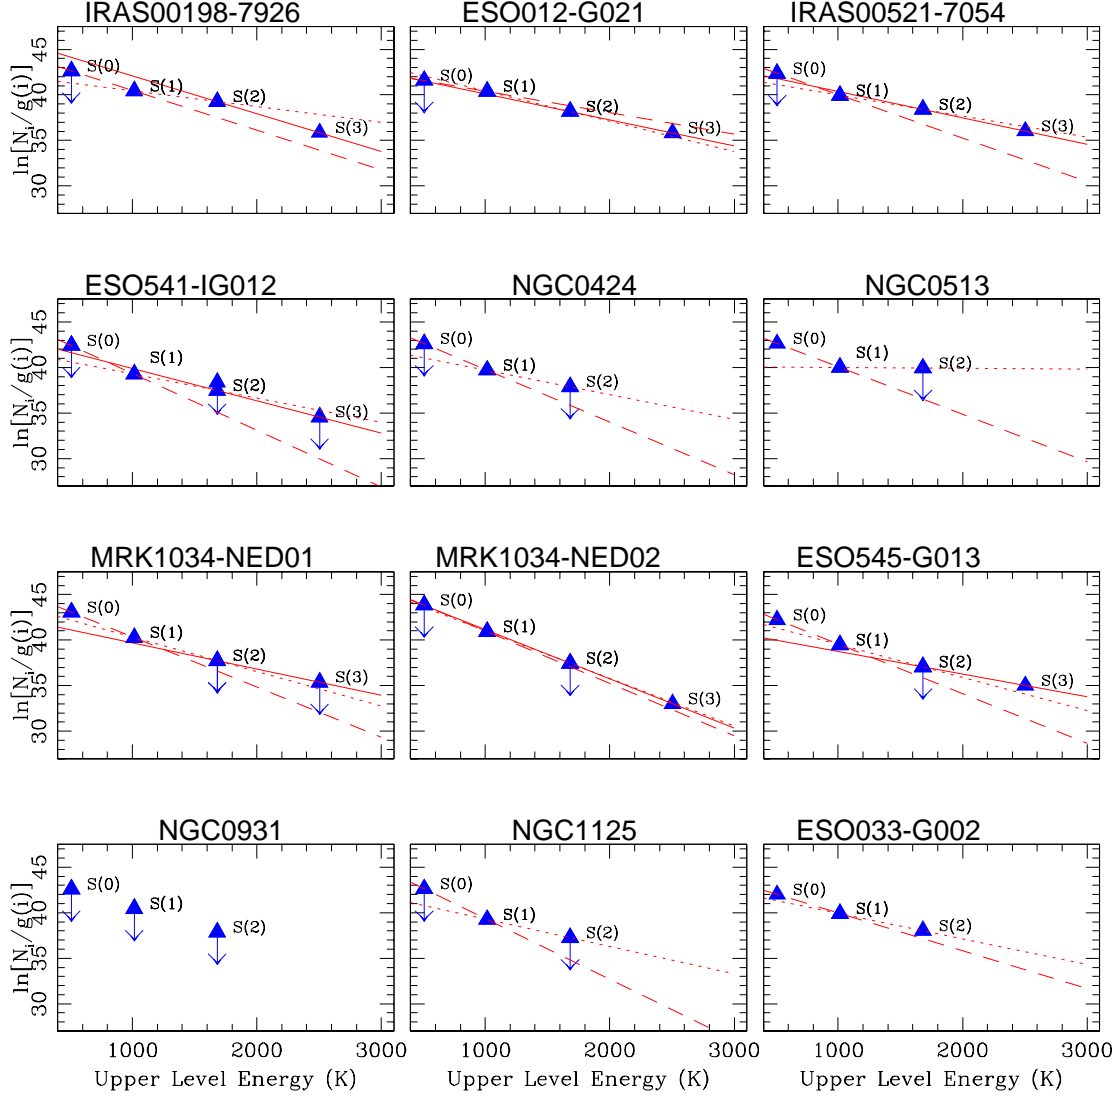 IRAS00198-7926 ESO012-G021 IRAS00521-7054
ln[N_i/g(i)]
45
40
35
30
S(0) S(1) S(2) S(3)
S(0) S(1) S(2) S(3)
S(0) S(1) S(2) S(3)
ESO541-IG012 NGC0424 NGC0513
ln[N_i/g(i)]
45
40
35
30
S(0) S(1) S(2) S(3)
S(0) S(1) S(2)
S(0) S(1) S(2)
MRK1034-NED01 MRK1034-NED02 ESO545-G013
ln[N_i/g(i)]
45
40
35
30
S(0) S(1) S(2) S(3)
S(0) S(1) S(2) S(3)
S(0) S(1) S(2) S(3)
NGC0931 NGC1125 ESO033-G002
ln[N_i/g(i)]
45
40
35
30
S(0) S(1) S(2)
S(0) S(1) S(2)
S(0) S(1) S(2)
1000 2000 3000 1000 2000 3000 1000 2000 3000
Upper Level Energy (K) Upper Level Energy (K) Upper Level Energy (K)